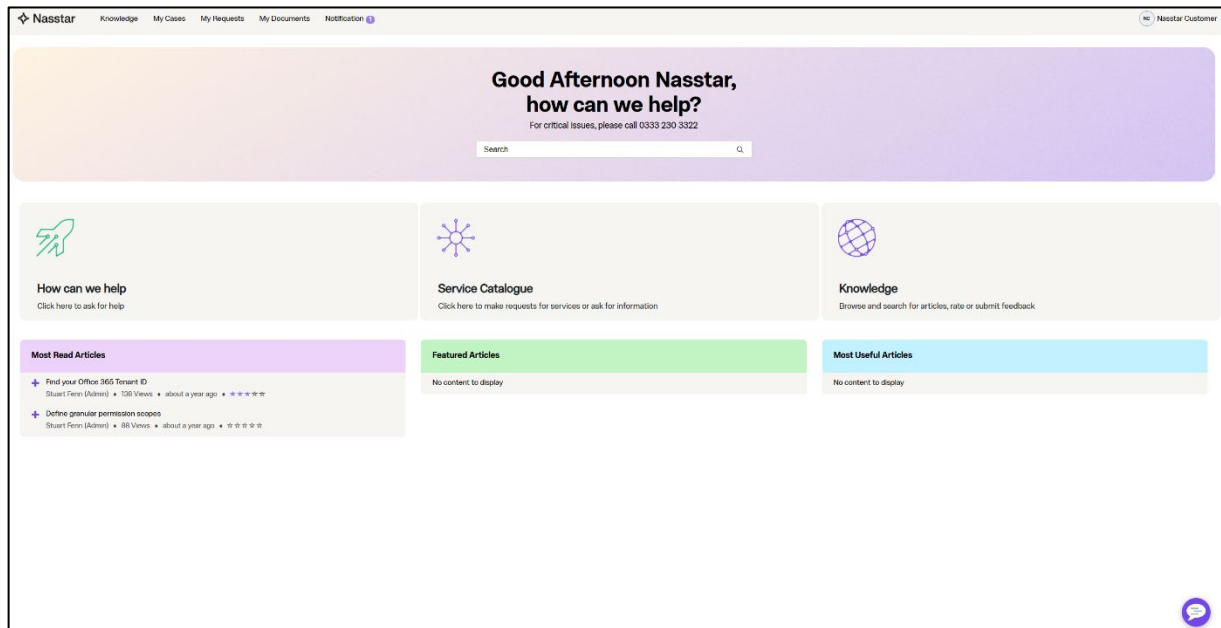 Nasstar Knowledge My Cases My Requests My Documents Notification 1 NC Nasstar Customer
Good Afternoon Nasstar,
how can we help?
For critical issues, please call 0333 230 3322
Search
How can we help
Click here to ask for help
Service Catalogue
Click here to make requests for services or ask for information
Knowledge
Browse and search for articles, rate or submit feedback
Most Read Articles
Find your Office 365 Tenant ID
Stuart Fenn (Admin) • 138 Views • about a year ago •
Define granular permission scopes
Stuart Fenn (Admin) • 88 Views • about a year ago •
Featured Articles
No content to display
Most Useful Articles
No content to display